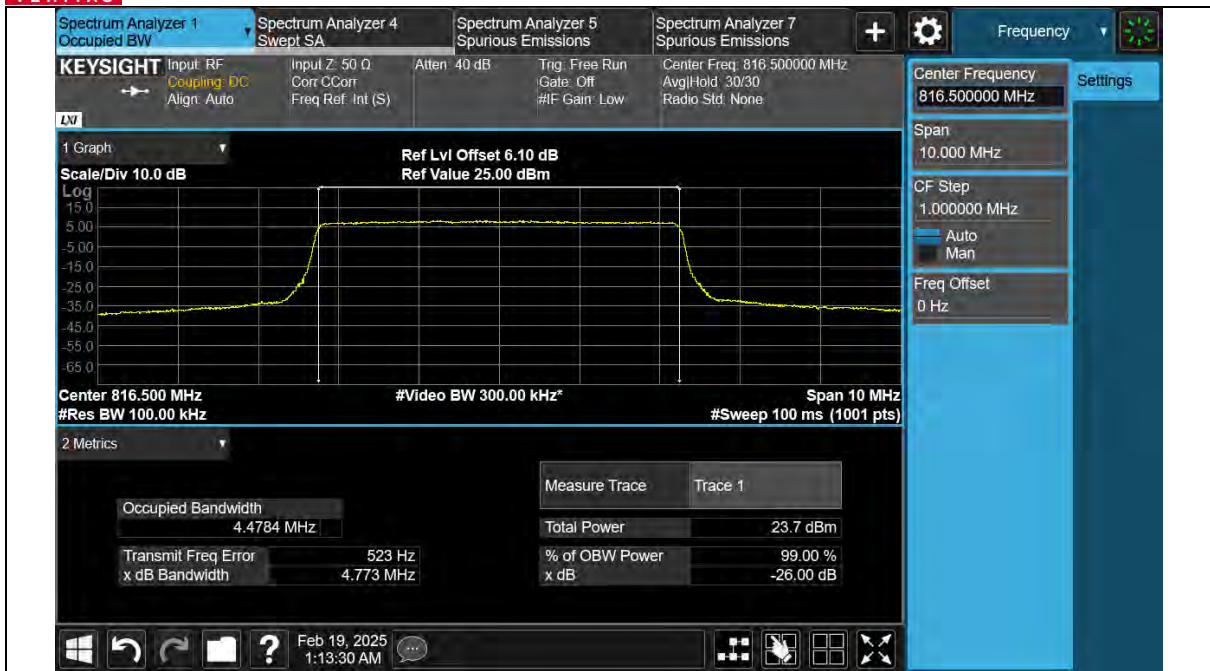 Spectrum Analyzer 1
Occupied BW
Spectrum Analyzer 4
Swept SA
Spectrum Analyzer 5
Spurious Emissions
Spectrum Analyzer 7
Spurious Emissions
+
Frequency
KEYSIGHT
LXI
Input: RF
Coupling: DC
Align: Auto
Input Z: 50 Ω
Corr CCorr
Freq Ref: Int (S)
Atten: 40 dB
Trig: Free Run
Gate: Off
#IF Gain: Low
Center Freq: 816.500000 MHz
Avg|Hold: 30/30
Radio Std: None
Center Frequency
816.500000 MHz
Settings
Span
10.000 MHz
CF Step
1.000000 MHz
Auto
Man
Freq Offset
0 Hz
1 Graph
Scale/Div 10.0 dB
Ref Lvl Offset 6.10 dB
Ref Value 25.00 dBm
Log
15.0
5.00
-5.00
-15.0
-25.0
-35.0
-45.0
-55.0
-65.0
Center 816.500 MHz
#Res BW 100.00 kHz
#Video BW 300.00 kHz*
Span 10 MHz
#Sweep 100 ms (1001 pts)
2 Metrics
Measure Trace Trace 1
Occupied Bandwidth
4.4784 MHz
Total Power 23.7 dBm
Transmit Freq Error 523 Hz
% of OBW Power 99.00 %
x dB Bandwidth 4.773 MHz
x dB -26.00 dB
?
Feb 19, 2025
1:13:30 AM